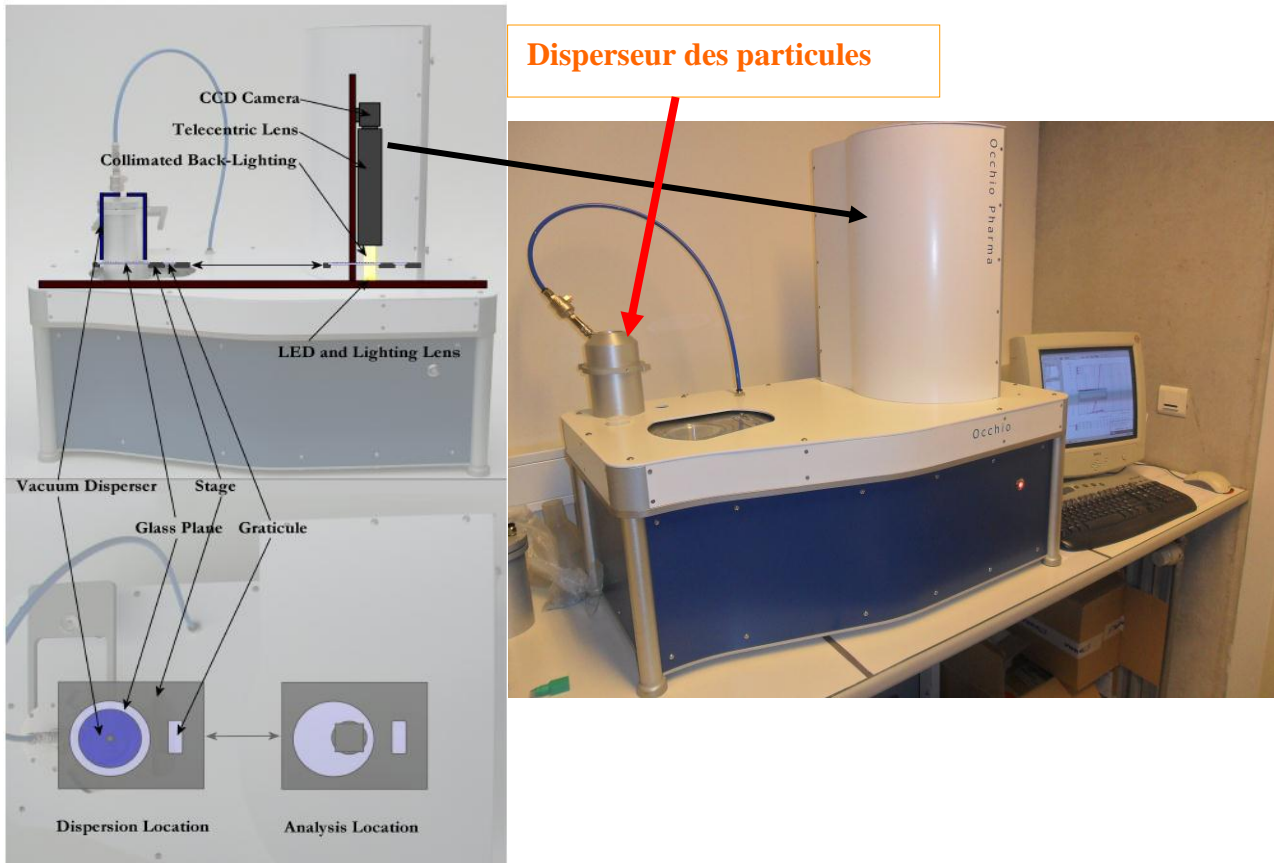 Disperseur des particules
CCD Camera
Telecentric Lens
Collimated Back-Lighting
LED and Lighting Lens
Vacuum Disperser
Stage
Glass Plane
Graticule
Dispersion Location
Analysis Location
Occhio Pharma
Occhio